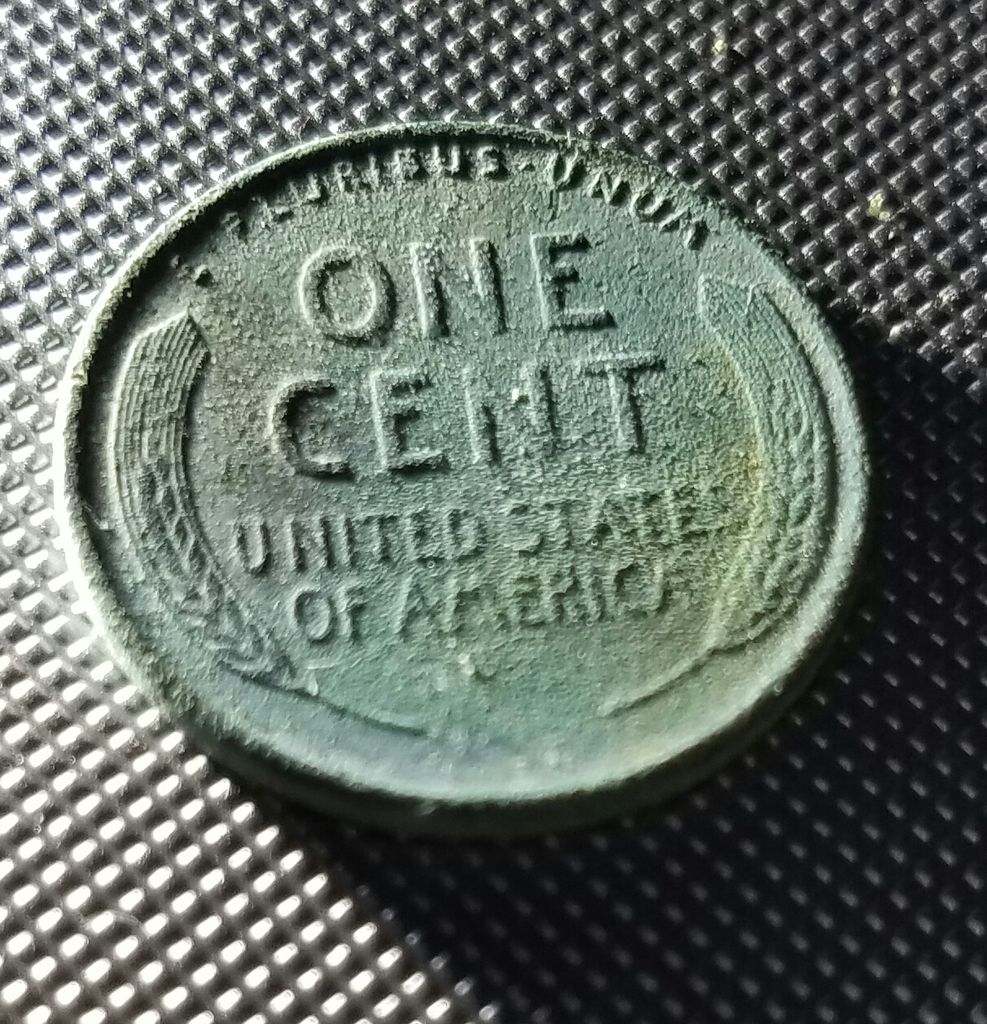 PLURIBUS · UNUM
ONE
CENT
UNITED STATES
OF AMERICA